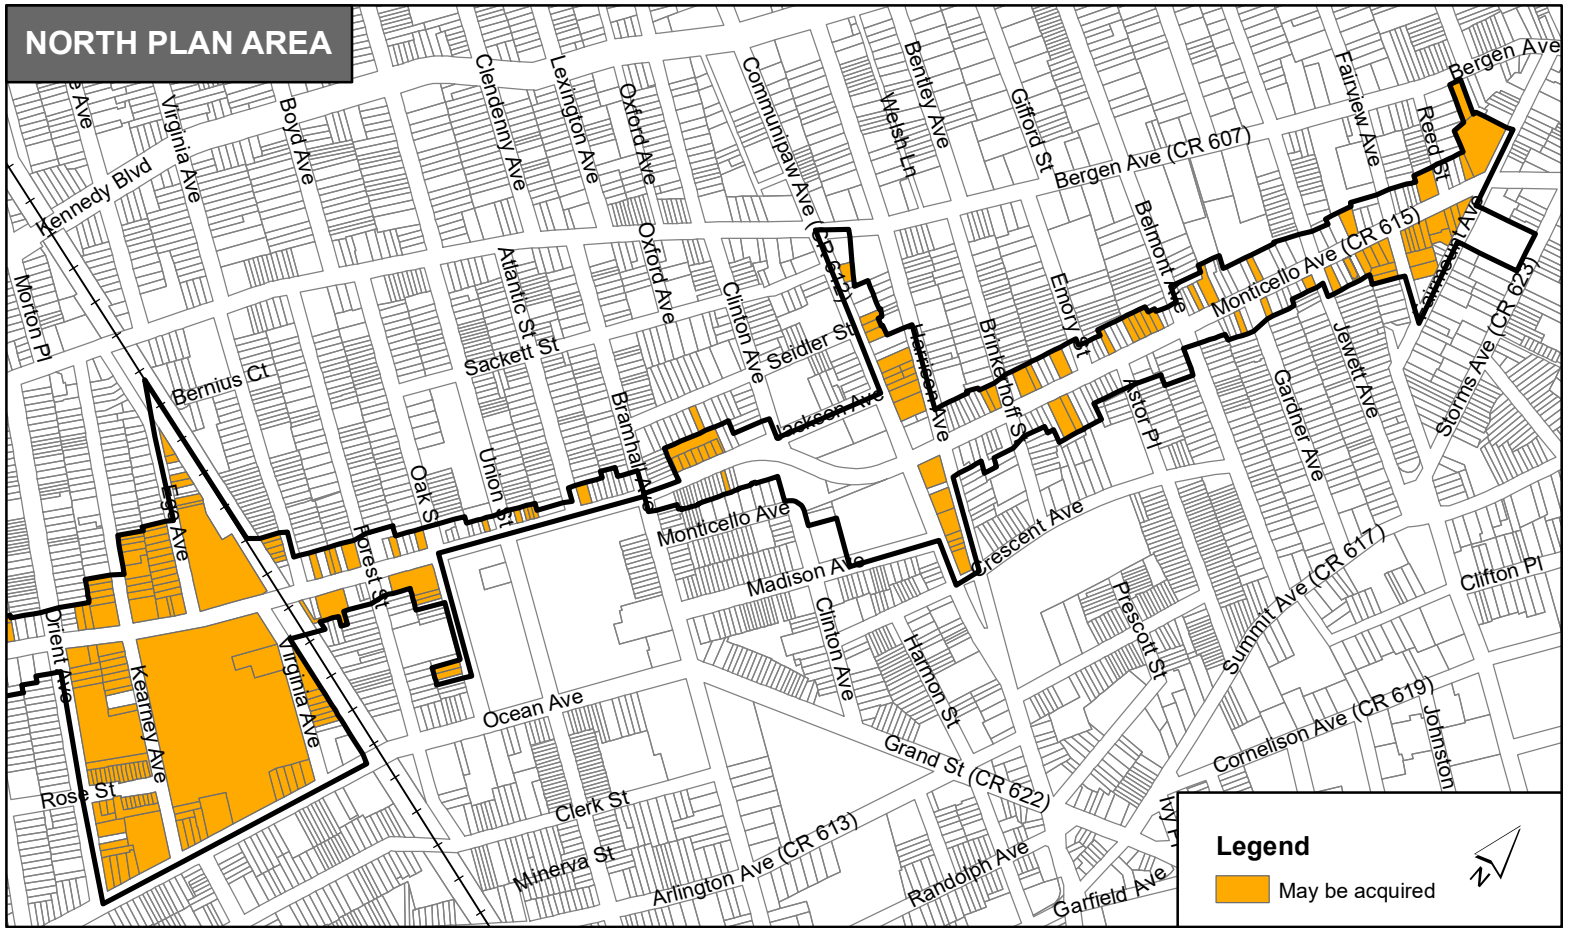 NORTH PLAN AREA
e Ave
Virginia Ave
Boyd Ave
Clendenny Ave
Lexington Ave
Oxford Ave
Communipaw Ave (CR 612)
Bentley Ave
Welsh Ln
Gifford St
Fairview Ave
Reed St
Bergen Ave
Bergen Ave (CR 607)
Kennedy Blvd
Morton Pl
Bernius Ct
Atlantic St
Sackett St
Oxford Ave
Clinton Ave
Seidler St
Harrison Ave
Brinkerhoff S
Emory St
Belmont Ave
Monticello Ave (CR 615)
Fairmount Ave
Storms Ave (CR 623)
Jewett Ave
Gardner Ave
Astor Pl
Jackson Ave
Bramhall Ave
Union St
Oak S
Forest St
Ege Ave
Orient Ave
Kearney Ave
Virginia Ave
Rose St
Monticello Ave
Madison Ave
Crescent Ave
Clinton Ave
Harmon St
Prescott St
Summit Ave (CR 617)
Clifton Pl
Ocean Ave
Grand St (CR 622)
Cornelison Ave (CR 619)
Johnston
Clerk St
Minerva St
Arlington Ave (CR 613)
Randolph Ave
Garfield Ave
Legend
May be acquired
N